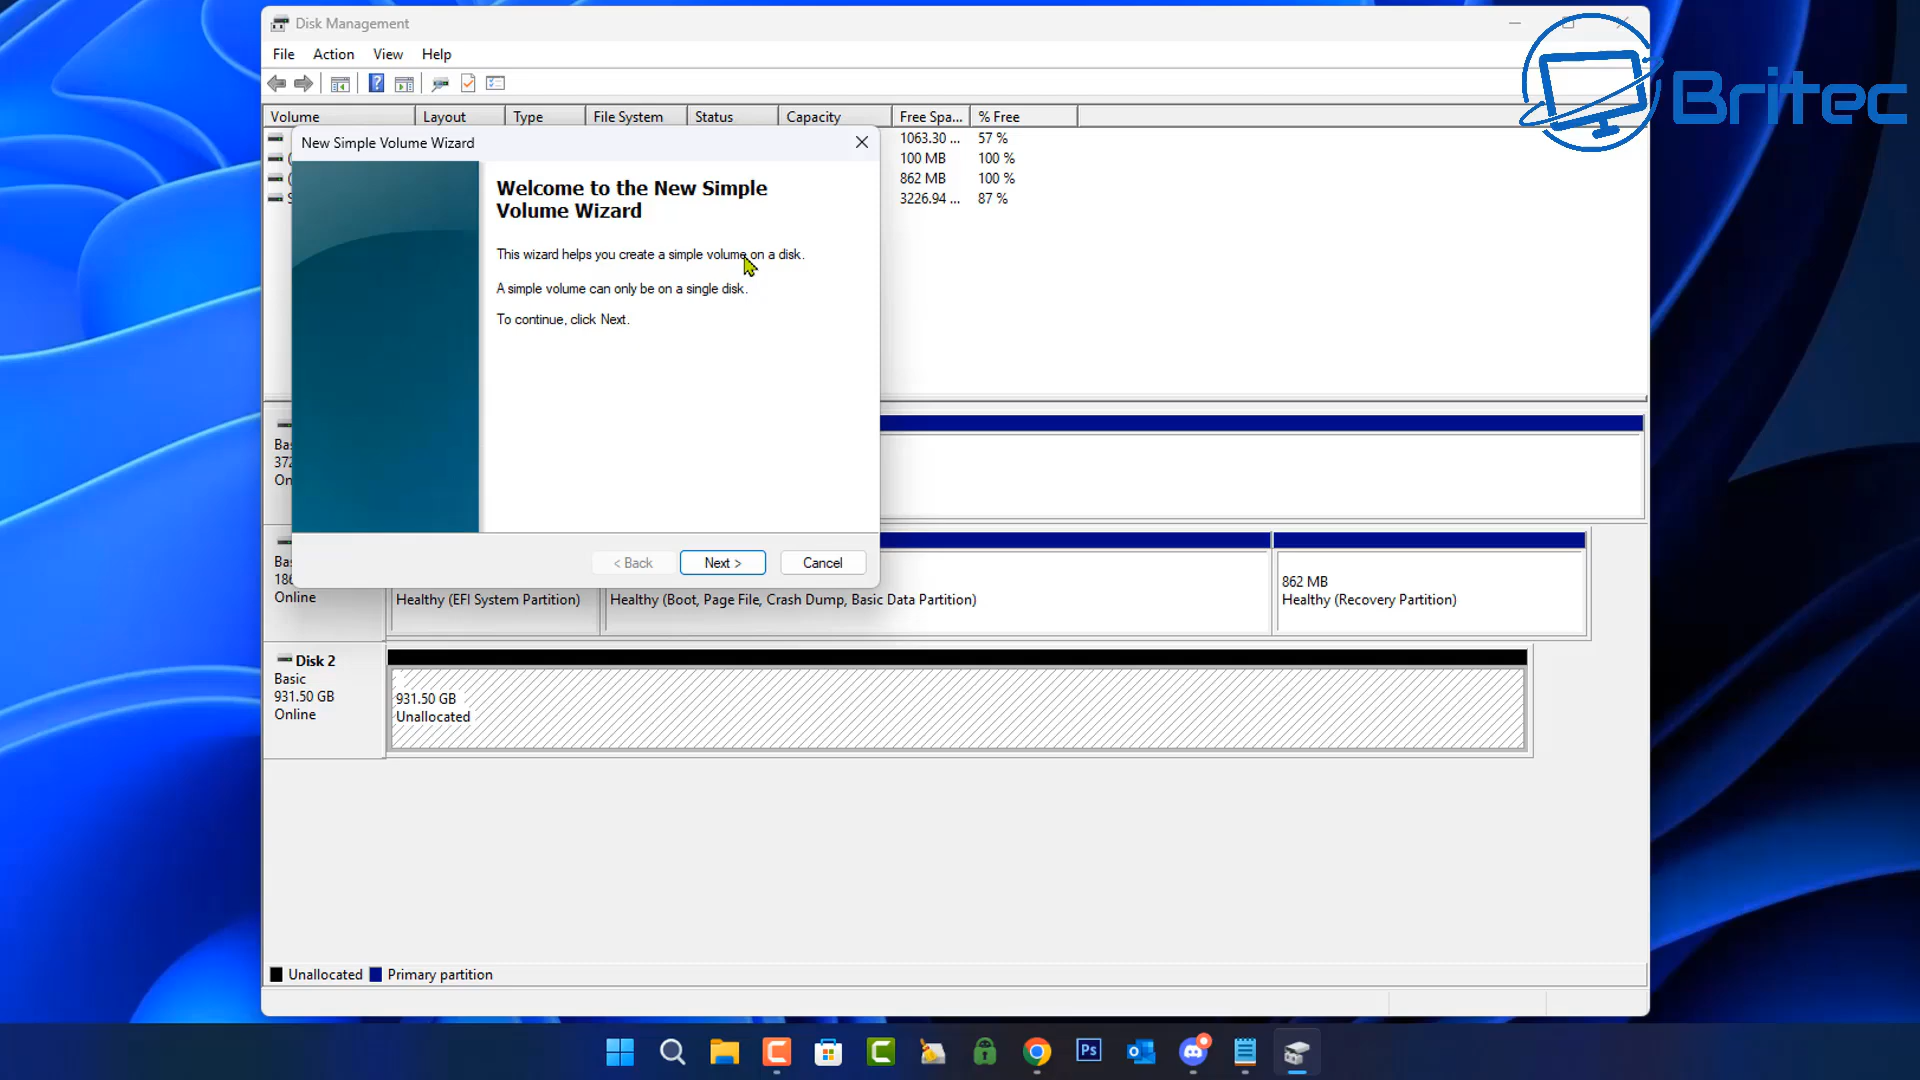 Disk Management
Britec
File Action View Help
Volume Layout Type File System Status Capacity Free Spa... % Free
1063.30 ... 57 %
100 MB 100 %
862 MB 100 %
3226.94 ... 87 %
New Simple Volume Wizard
Welcome to the New Simple
Volume Wizard
This wizard helps you create a simple volume on a disk.
A simple volume can only be on a single disk.
To continue, click Next.
< Back Next > Cancel
Online
Healthy (EFI System Partition)
Healthy (Boot, Page File, Crash Dump, Basic Data Partition)
862 MB
Healthy (Recovery Partition)
Disk 2
Basic
931.50 GB
Online
931.50 GB
Unallocated
Unallocated Primary partition
Ps